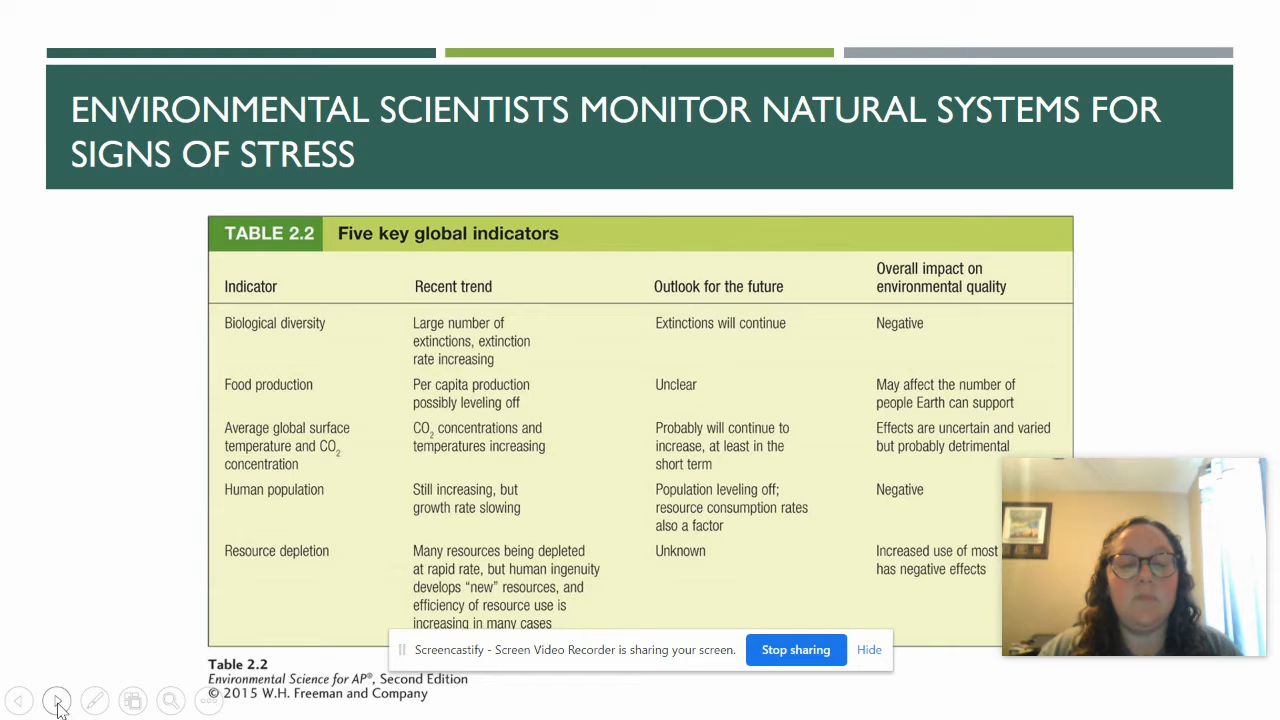 ENVIRONMENTAL SCIENTISTS MONITOR NATURAL SYSTEMS FOR
SIGNS OF STRESS
TABLE 2.2 Five key global indicators
Indicator
Recent trend
Outlook for the future
Overall impact on
environmental quality
Biological diversity
Large number of
extinctions, extinction
rate increasing
Extinctions will continue
Negative
Food production
Per capita production
possibly leveling off
Unclear
May affect the number of
people Earth can support
Average global surface
temperature and CO₂
concentration
CO₂ concentrations and
temperatures increasing
Probably will continue to
increase, at least in the
short term
Effects are uncertain and varied
but probably detrimental
Human population
Still increasing, but
growth rate slowing
Population leveling off;
resource consumption rates
also a factor
Negative
Resource depletion
Many resources being depleted
at rapid rate, but human ingenuity
develops “new” resources, and
efficiency of resource use is
increasing in many cases
Unknown
Increased use of most
has negative effects
Screencastify - Screen Video Recorder is sharing your screen.
Stop sharing
Hide
Table 2.2
Environmental Science for AP®, Second Edition
© 2015 W.H. Freeman and Company